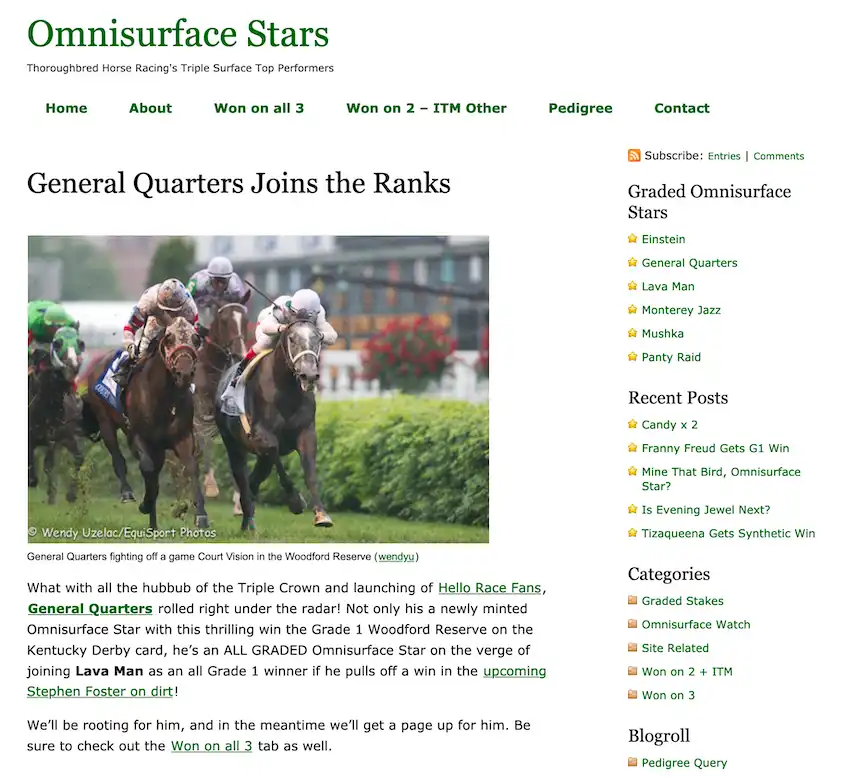 Omnisurface Stars
Thoroughbred Horse Racing's Triple Surface Top Performers
Home About Won on all 3 Won on 2 – ITM Other Pedigree Contact
General Quarters Joins the Ranks
© Wendy Uzelac/EquiSport Photos
General Quarters fighting off a game Court Vision in the Woodford Reserve (wendyu)
What with all the hubbub of the Triple Crown and launching of Hello Race Fans,
General Quarters rolled right under the radar! Not only his a newly minted
Omnisurface Star with this thrilling win the Grade 1 Woodford Reserve on the
Kentucky Derby card, he's an ALL GRADED Omnisurface Star on the verge of
joining Lava Man as an all Grade 1 winner if he pulls off a win in the upcoming
Stephen Foster on dirt!
We'll be rooting for him, and in the meantime we'll get a page up for him. Be
sure to check out the Won on all 3 tab as well.
Subscribe: Entries | Comments
Graded Omnisurface
Stars
Einstein
General Quarters
Lava Man
Monterey Jazz
Mushka
Panty Raid
Recent Posts
Candy x 2
Franny Freud Gets G1 Win
Mine That Bird, Omnisurface
Star?
Is Evening Jewel Next?
Tizaqueena Gets Synthetic Win
Categories
Graded Stakes
Omnisurface Watch
Site Related
Won on 2 + ITM
Won on 3
Blogroll
Pedigree Query